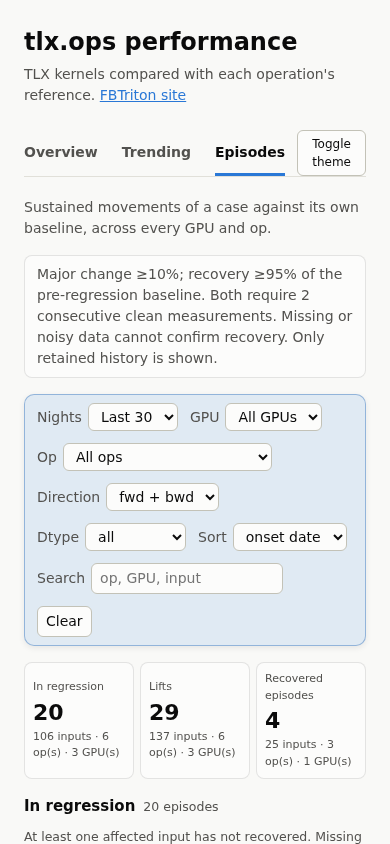 tlx.ops performance
TLX kernels compared with each operation's
reference. FBTriton site
Overview Trending Episodes Toggle theme
Sustained movements of a case against its own
baseline, across every GPU and op.
Major change ≥10%; recovery ≥95% of the
pre-regression baseline. Both require 2
consecutive clean measurements. Missing or
noisy data cannot confirm recovery. Only
retained history is shown.
Nights Last 30 GPU All GPUs
Op All ops
Direction fwd + bwd
Dtype all Sort onset date
Search op, GPU, input
Clear
In regression
20
106 inputs · 6
op(s) · 3 GPU(s)
Lifts
29
137 inputs · 6
op(s) · 3 GPU(s)
Recovered
episodes
4
25 inputs · 3
op(s) · 1 GPU(s)
In regression 20 episodes
At least one affected input has not recovered. Missing